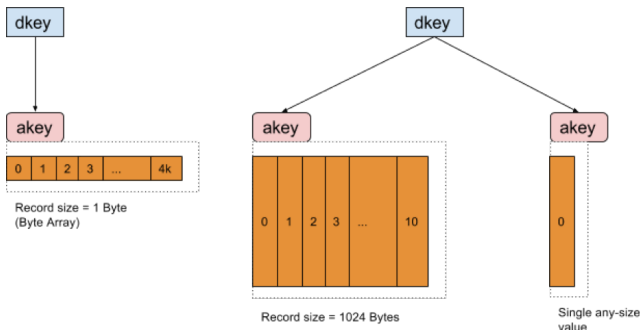 dkey
dkey
akey
akey
akey
0 1 2 3 ... 4k
Record size = 1 Byte
(Byte Array)
0 1 2 3 ... 10
0
Record size = 1024 Bytes
Single any-size
value